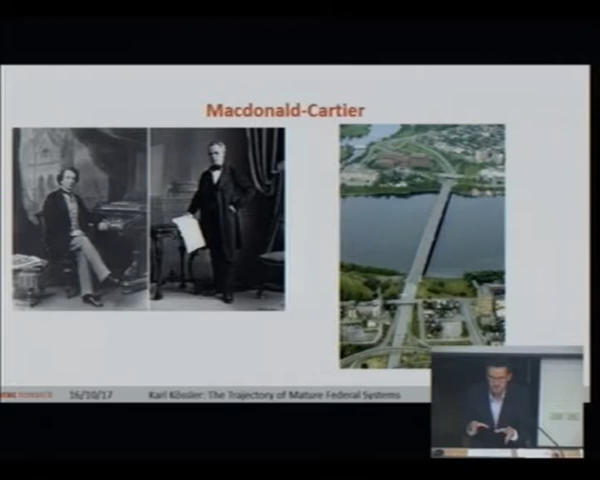 Macdonald-Cartier
16/10/17
Karl Kössler: The Trajectory of Mature Federal Systems